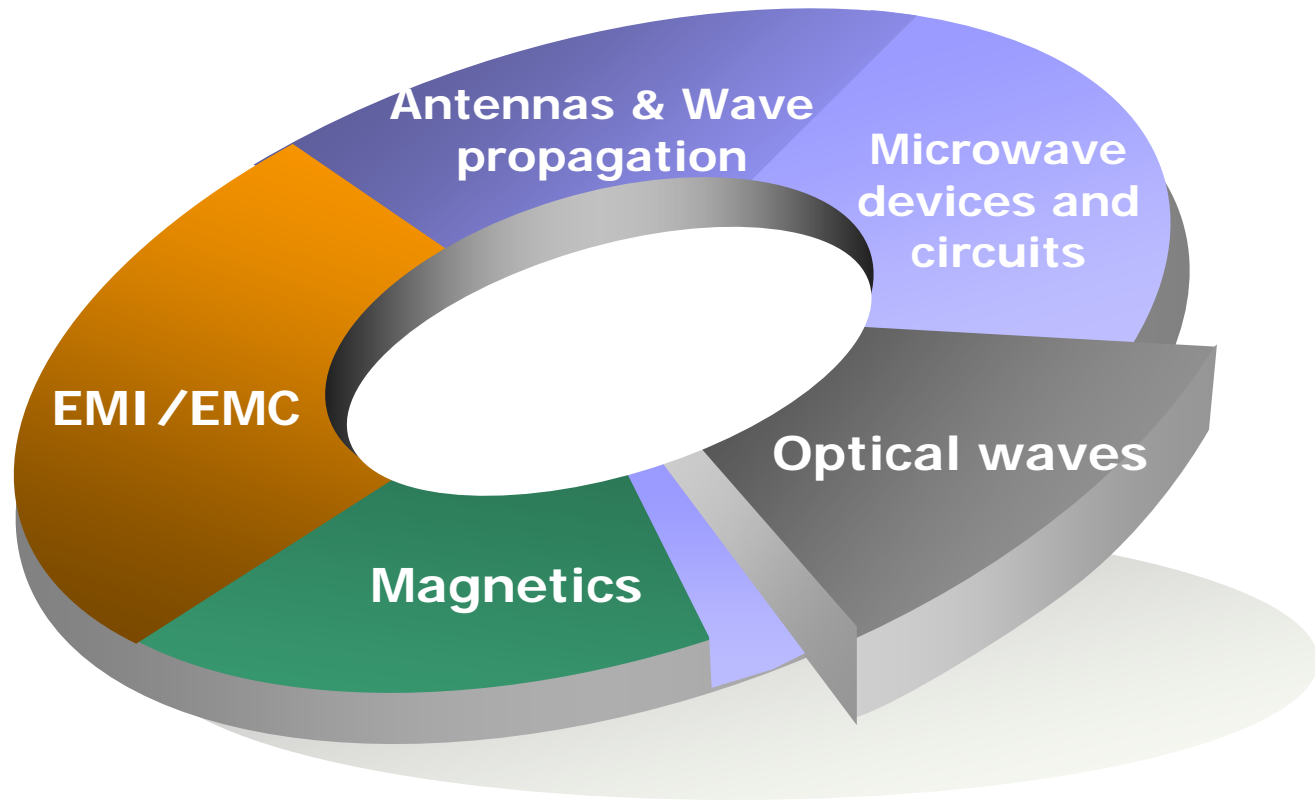 Antennas & Wave
propagation
Microwave
devices and
circuits
EMI /EMC
Optical waves
Magnetics